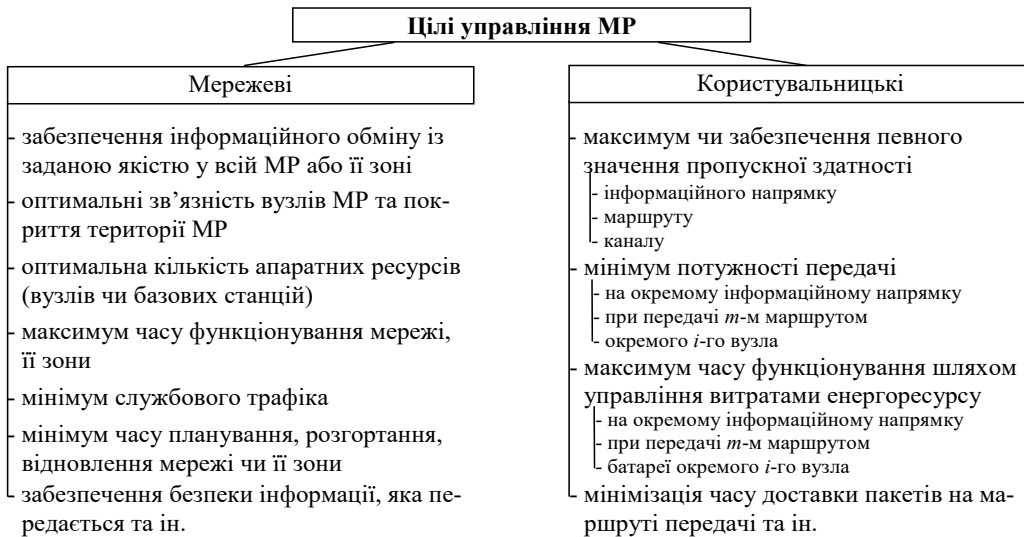 Цілі управління МР
Мережеві
- забезпечення інформаційного обміну із
заданою якістю у всій МР або її зоні
- оптимальні зв’язність вузлів МР та пок-
риття території МР
- оптимальна кількість апаратних ресурсів
(вузлів чи базових станцій)
- максимум часу функціонування мережі,
її зони
- мінімум службового трафіка
- мінімум часу планування, розгортання,
відновлення мережі чи її зони
- забезпечення безпеки інформації, яка пе-
редається та ін.
Користувальницькі
- максимум чи забезпечення певного
значення пропускної здатності
- інформаційного напрямку
- маршруту
- каналу
- мінімум потужності передачі
- на окремому інформаційному напрямку
- при передачі m-м маршрутом
- окремого i-го вузла
- максимум часу функціонування шляхом
управління витратами енергоресурсу
- на окремому інформаційному напрямку
- при передачі m-м маршрутом
- батареї окремого i-го вузла
- мінімізація часу доставки пакетів на ма-
ршруті передачі та ін.